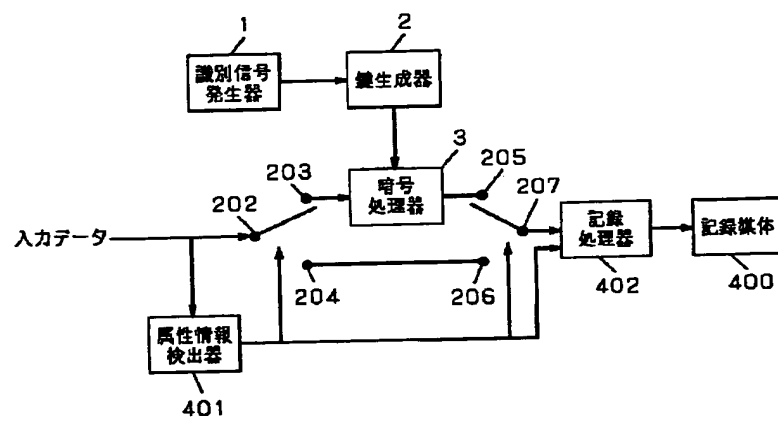 1
2
識別信号
発生器
鍵生成器
3
203
205
暗号
処理器
202
207
入力データ
記録
処理器
記録媒体
402
400
204
206
属性情報
検出器
401